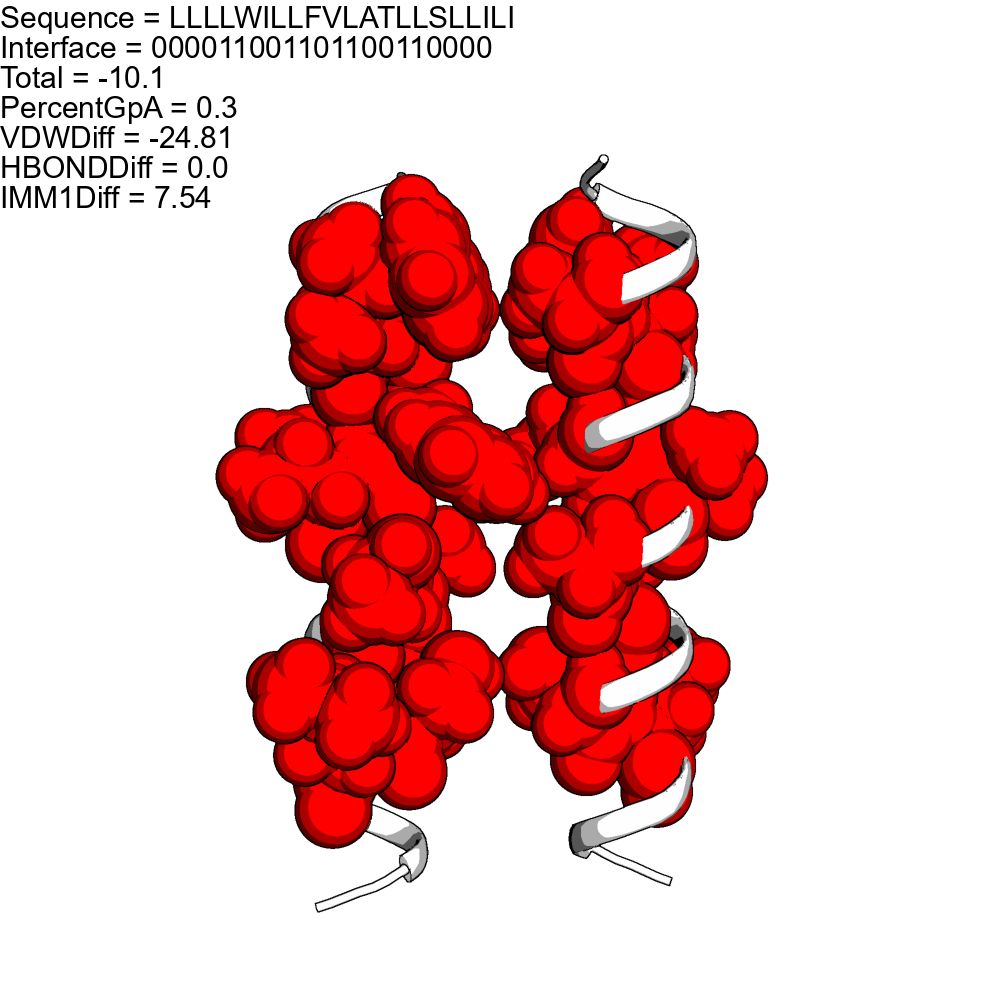 Sequence = LLLLWILLFVLATLLSLLILI
Interface = 000011001101100110000
Total = -10.1
PercentGpA = 0.3
VDWDiff = -24.81
HBONDDiff = 0.0
IMM1Diff = 7.54